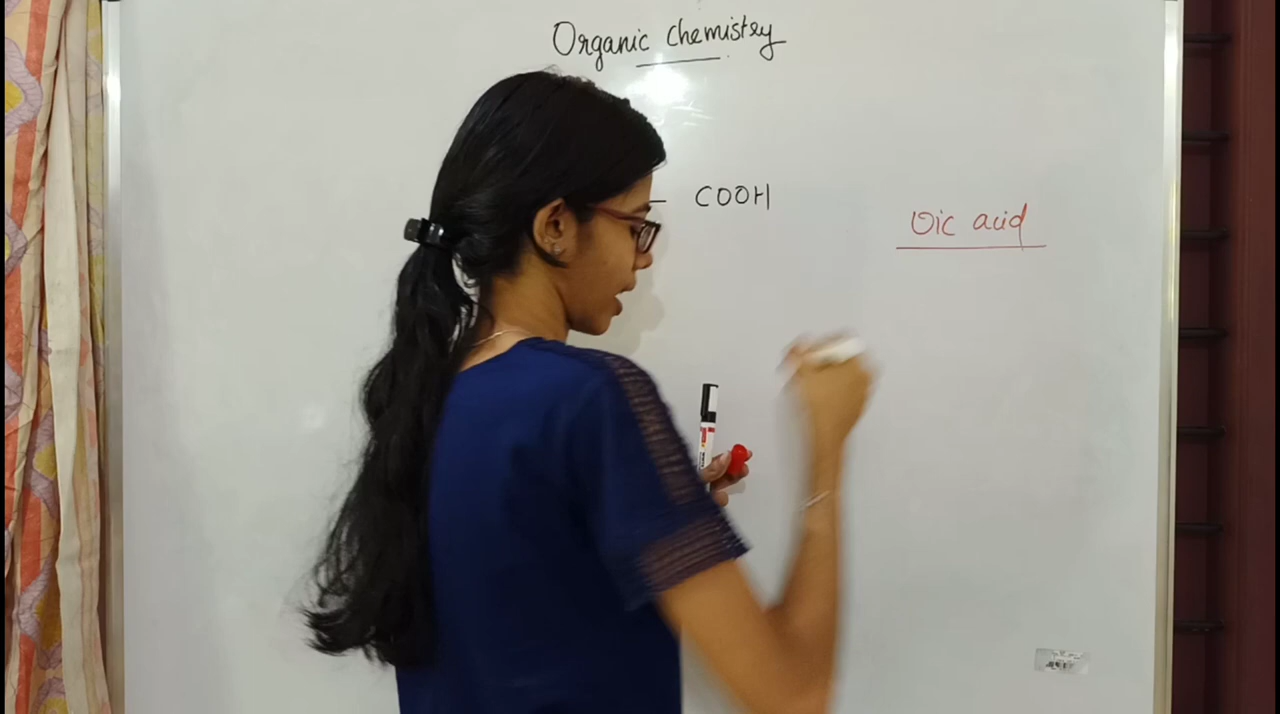 Organic Chemistry
– COOH
Oic acid